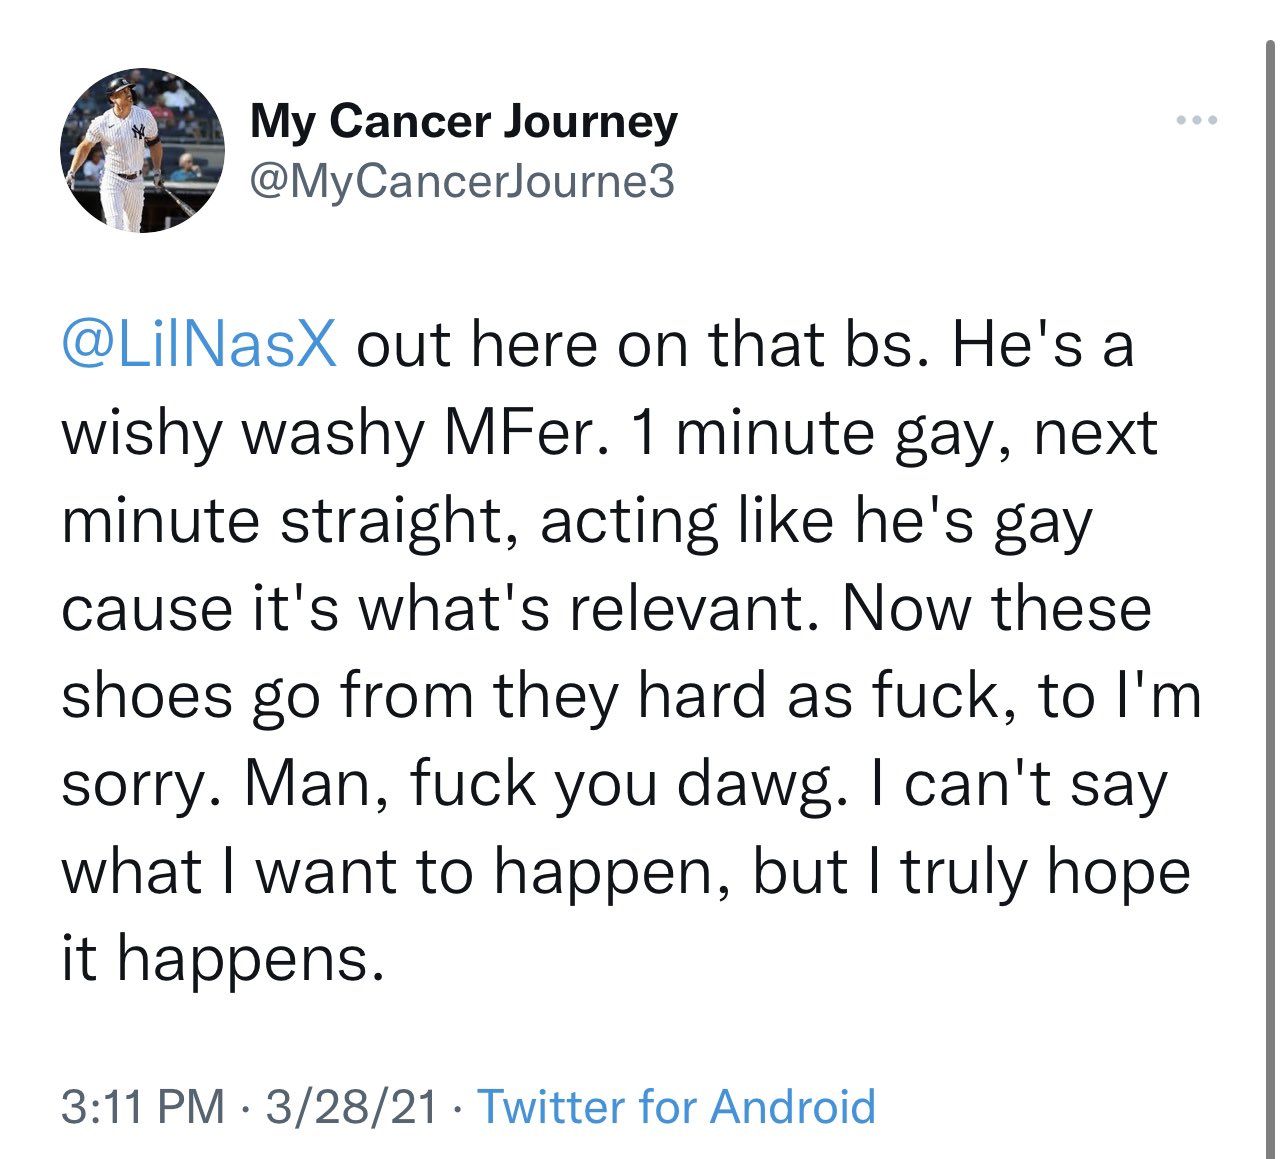 My Cancer Journey
@MyCancerJourne3
@LilNasX out here on that bs. He's a
wishy washy MFer. 1 minute gay, next
minute straight, acting like he's gay
cause it's what's relevant. Now these
shoes go from they hard as fuck, to I'm
sorry. Man, fuck you dawg. I can't say
what I want to happen, but I truly hope
it happens.
3:11 PM · 3/28/21 · Twitter for Android